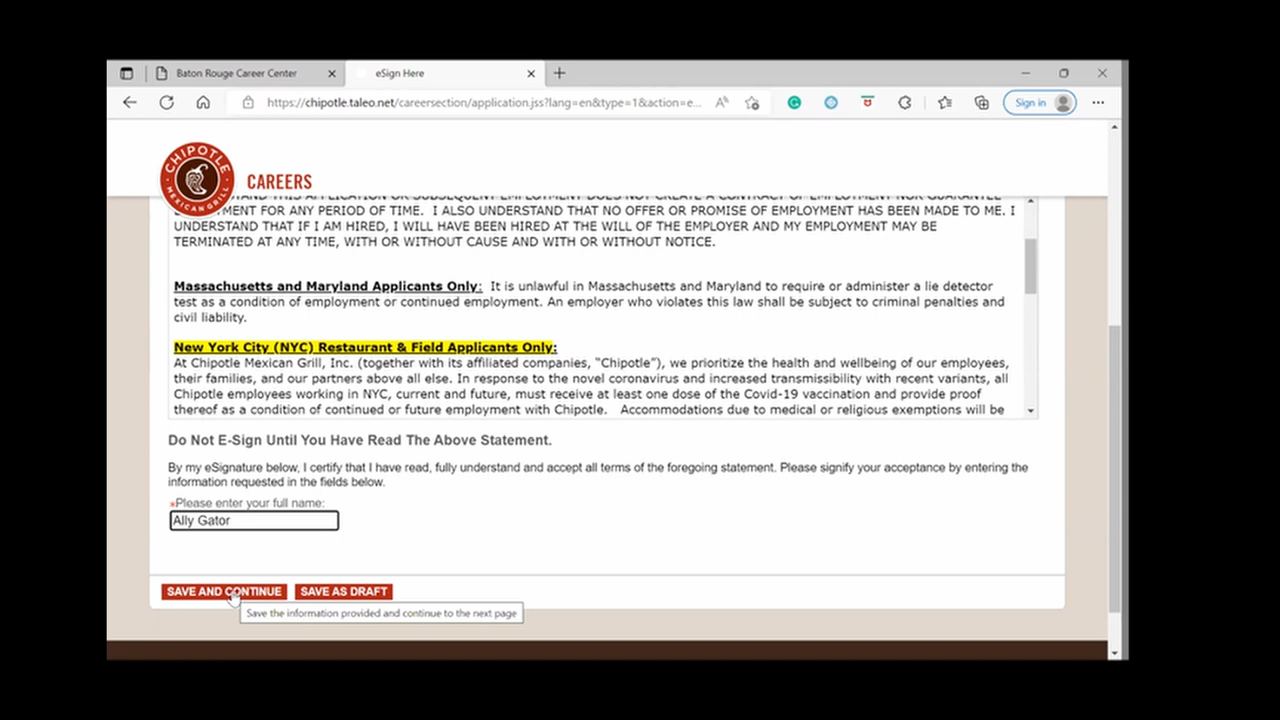 Baton Rouge Career Center
eSign Here
https://chipotle.taleo.net/careersection/application.jss?lang=en&type=1&action=e...
Sign in
CHIPOTLE
MEXICAN GRILL
CAREERS
THIS APPLICATION OR SUBSEQUENT EMPLOYMENT DOES NOT CREATE A CONTRACT OF EMPLOYMENT NOR GUARANTEE
FOR ANY PERIOD OF TIME. I ALSO UNDERSTAND THAT NO OFFER OR PROMISE OF EMPLOYMENT HAS BEEN MADE TO ME. I
UNDERSTAND THAT IF I AM HIRED, I WILL HAVE BEEN HIRED AT THE WILL OF THE EMPLOYER AND MY EMPLOYMENT MAY BE
TERMINATED AT ANY TIME, WITH OR WITHOUT CAUSE AND WITH OR WITHOUT NOTICE.
Massachusetts and Maryland Applicants Only: It is unlawful in Massachusetts and Maryland to require or administer a lie detector
test as a condition of employment or continued employment. An employer who violates this law shall be subject to criminal penalties and
civil liability.
New York City (NYC) Restaurant & Field Applicants Only:
At Chipotle Mexican Grill, Inc. (together with its affiliated companies, “Chipotle”), we prioritize the health and wellbeing of our employees,
their families, and our partners above all else. In response to the novel coronavirus and increased transmissibility with recent variants, all
Chipotle employees working in NYC, current and future, must receive at least one dose of the Covid-19 vaccination and provide proof
thereof as a condition of continued or future employment with Chipotle. Accommodations due to medical or religious exemptions will be
Do Not E-Sign Until You Have Read The Above Statement.
By my eSignature below, I certify that I have read, fully understand and accept all terms of the foregoing statement. Please signify your acceptance by entering the
information requested in the fields below.
*Please enter your full name:
Ally Gator
SAVE AND CONTINUE SAVE AS DRAFT
Save the information provided and continue to the next page